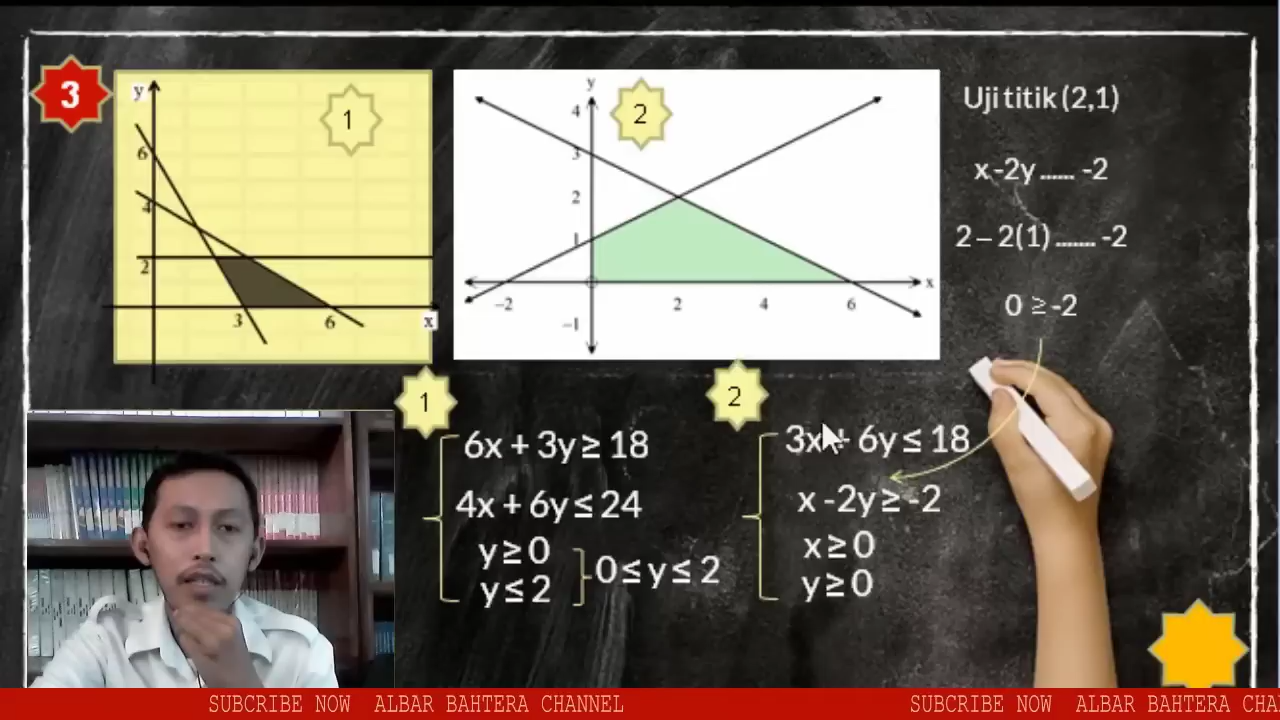 3
y
6
4
2
3
6
x
1
y
4
3
2
1
-1
-2
2
4
6
x
2
Uji titik (2,1)
x -2y ...... -2
2 – 2(1) ....... -2
0 ≥ -2
1
6x + 3y ≥ 18
4x + 6y ≤ 24
y ≥ 0
y ≤ 2
0 ≤ y ≤ 2
2
3x + 6y ≤ 18
x -2y ≥ -2
x ≥ 0
y ≥ 0
SUBCRIBE NOW ALBAR BAHTERA CHANNEL SUBCRIBE NOW ALBAR BAHTERA CHA